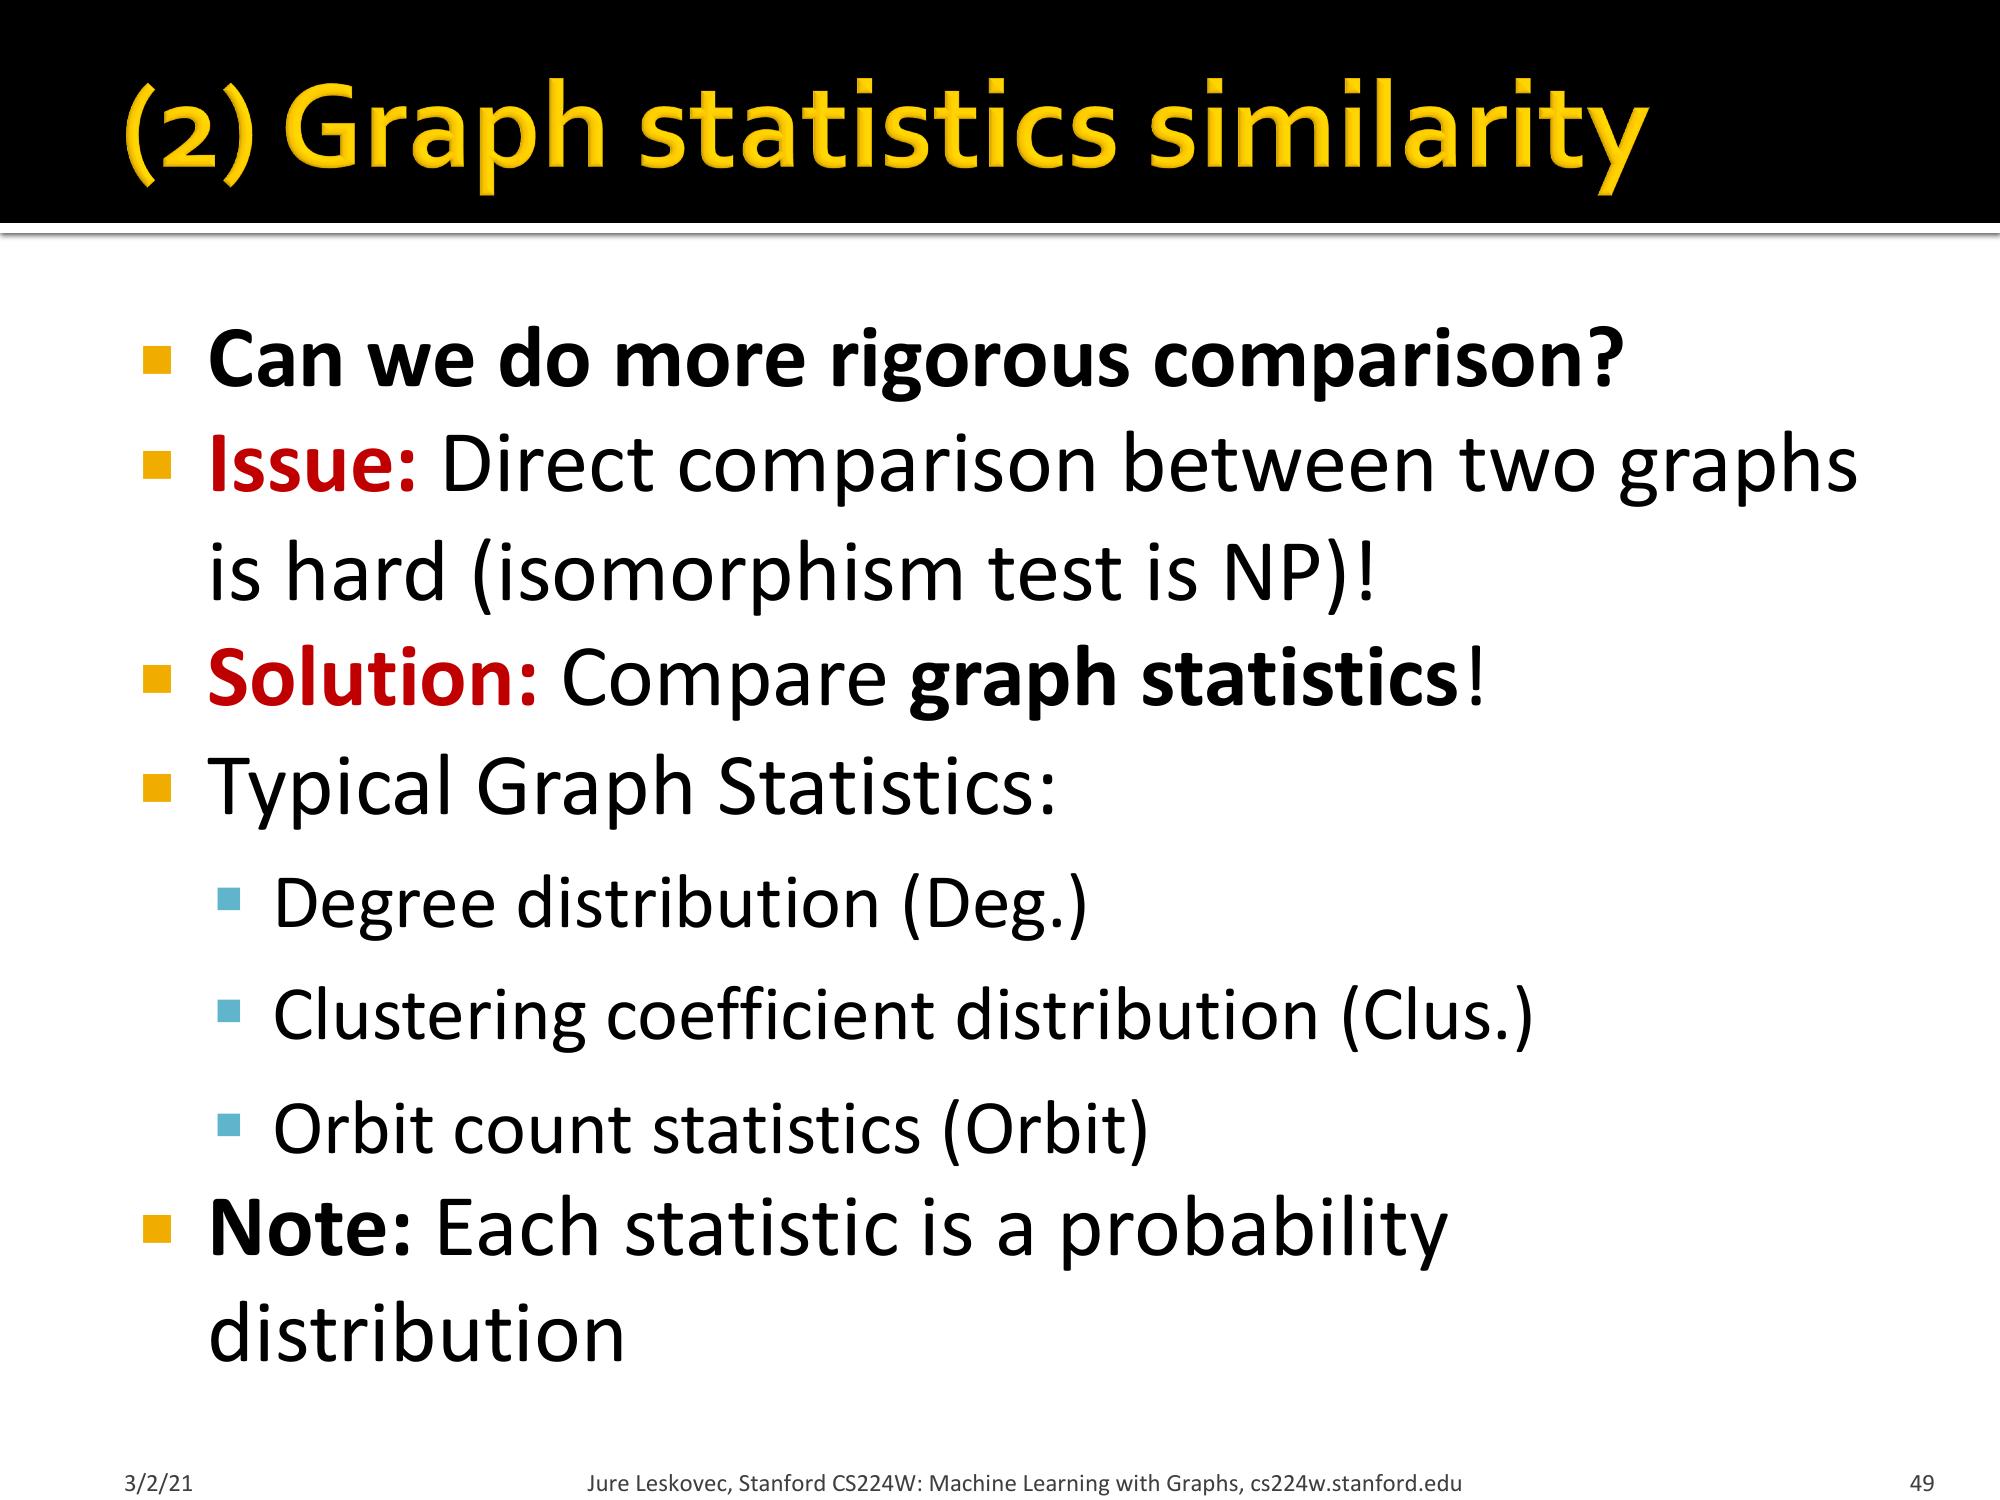 (2) Graph statistics similarity
Can we do more rigorous comparison?
Issue: Direct comparison between two graphs
is hard (isomorphism test is NP)!
Solution: Compare graph statistics!
Typical Graph Statistics:
Degree distribution (Deg.)
Clustering coefficient distribution (Clus.)
Orbit count statistics (Orbit)
Note: Each statistic is a probability
distribution
3/2/21
Jure Leskovec, Stanford CS224W: Machine Learning with Graphs, cs224w.stanford.edu
49